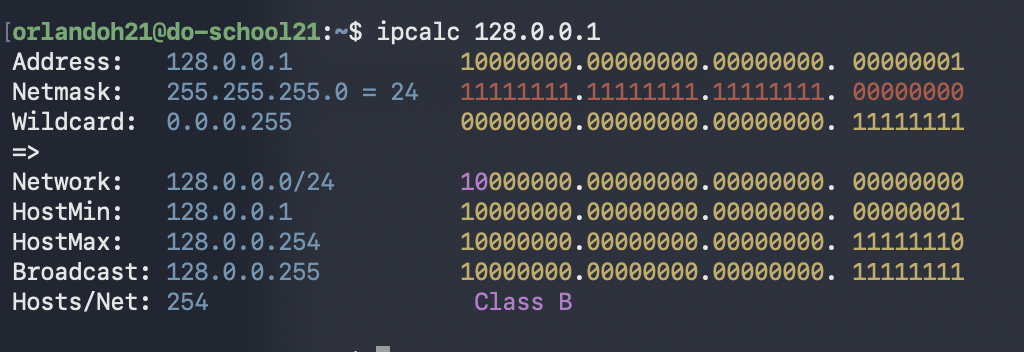 [orlandoh21@do-school21:~$ ipcalc 128.0.0.1
Address:   128.0.0.1            10000000.00000000.00000000. 00000001
Netmask:   255.255.255.0 = 24   11111111.11111111.11111111. 00000000
Wildcard:  0.0.0.255            00000000.00000000.00000000. 11111111
=>
Network:   128.0.0.0/24         10000000.00000000.00000000. 00000000
HostMin:   128.0.0.1            10000000.00000000.00000000. 00000001
HostMax:   128.0.0.254          10000000.00000000.00000000. 11111110
Broadcast: 128.0.0.255          10000000.00000000.00000000. 11111111
Hosts/Net: 254                   Class B